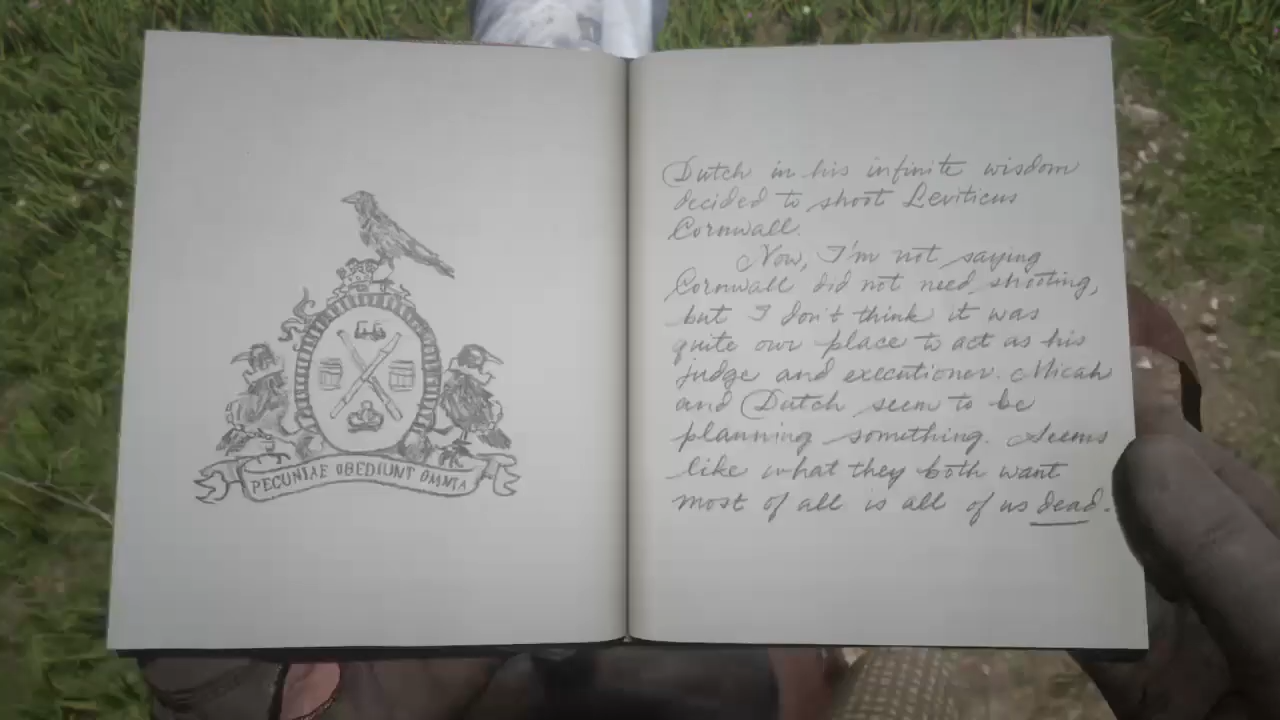 PECUNIAE OBEDIUNT OMNIA
Dutch in his infinite wisdom
decided to shoot Leviticus
Cornwall.
Now, I'm not saying
Cornwall did not need shooting,
but I don't think it was
quite our place to act as his
judge and executioner. Micah
and Dutch seem to be
planning something. Seems
like what they both want
most of all is all of us dead.